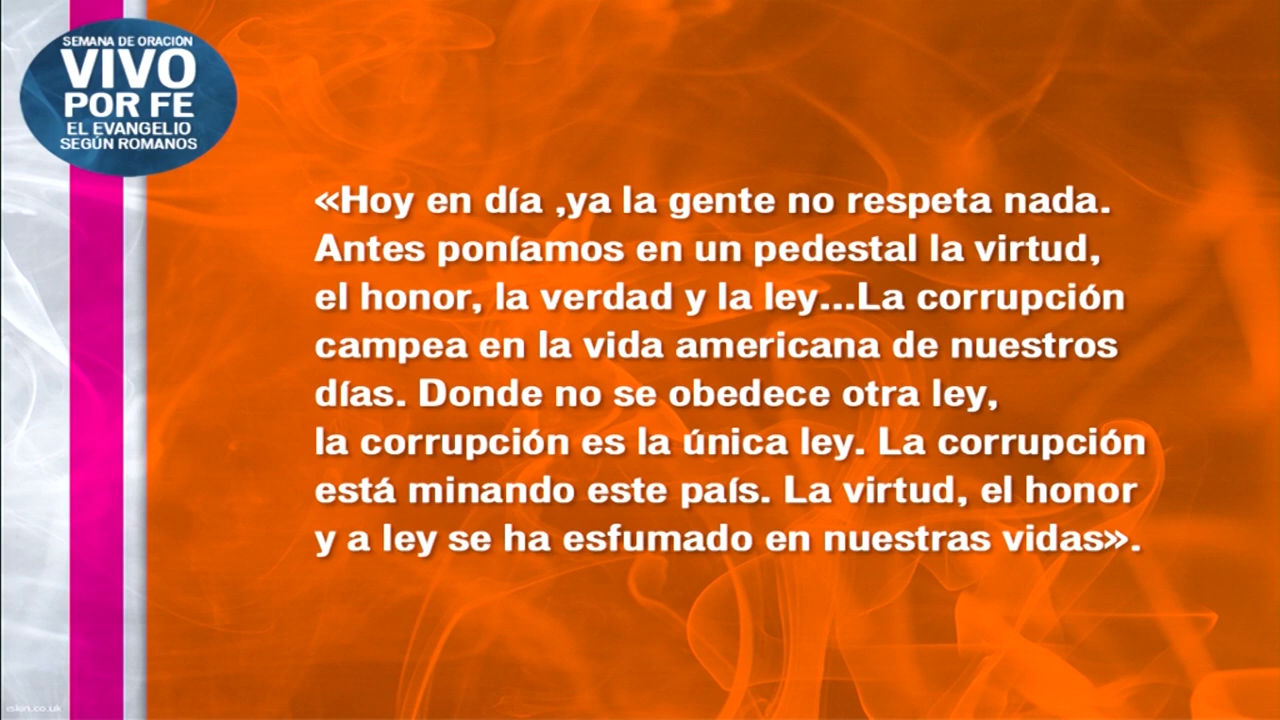 SEMANA DE ORACIÓN
VIVO
POR FE
EL EVANGELIO
SEGÚN ROMANOS
«Hoy en día ,ya la gente no respeta nada.
Antes poníamos en un pedestal la virtud,
el honor, la verdad y la ley...La corrupción
campea en la vida americana de nuestros
días. Donde no se obedece otra ley,
la corrupción es la única ley. La corrupción
está minando este país. La virtud, el honor
y a ley se ha esfumado en nuestras vidas».